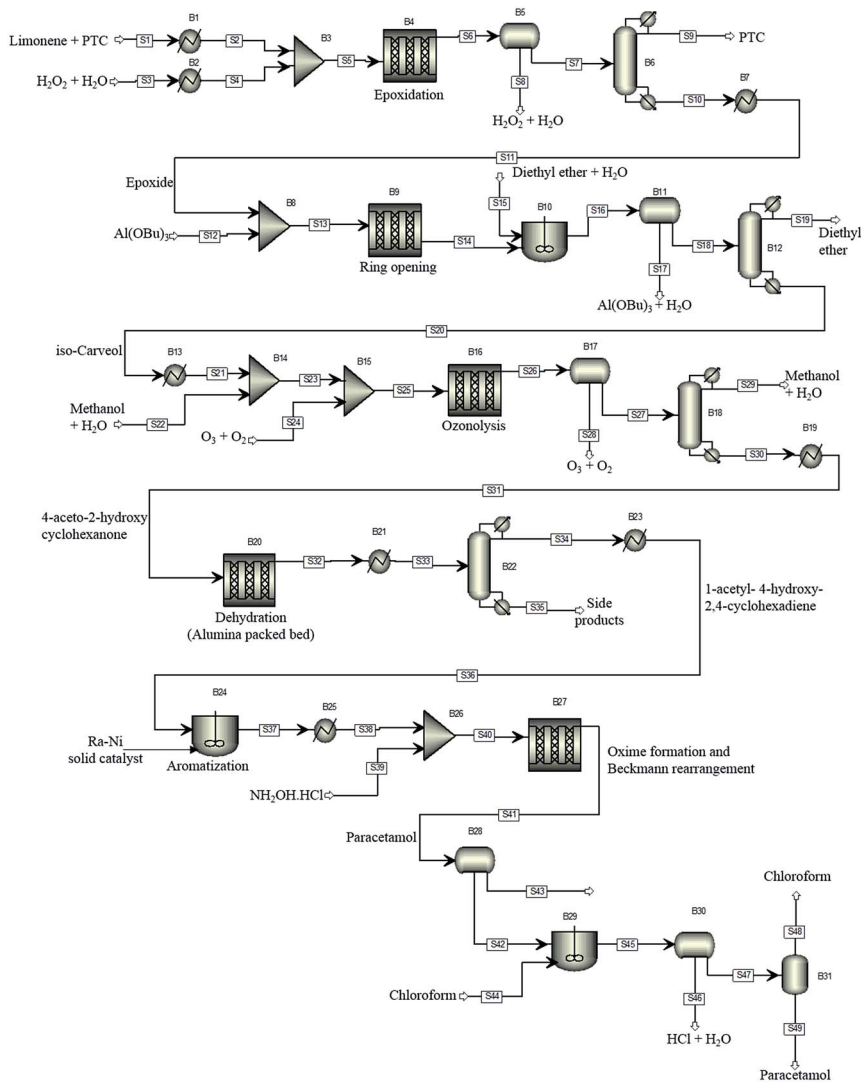 B1
B5
B4
Limonene + PTC
S1
S2
B3
S6
S9
PTC
B2
S5
S7
B6
H₂O₂ + H₂O
S3
S4
S8
B7
Epoxidation
S10
H₂O₂ + H₂O
S11
Diethyl ether + H₂O
Epoxide
B8
B9
S15
B10
S16
B11
S19
Al(OBu)₃
S12
S13
S14
S18
B12
Diethyl
ether
Ring opening
S17
Al(OBu)₃ + H₂O
S20
iso-Carveol
B13
B14
B15
B16
B17
S21
S23
S26
S29
Methanol
+ H₂O
Methanol
+ H₂O
S22
S24
S25
S27
B18
O₃ + O₂
Ozonolysis
S28
B19
S30
O₃ + O₂
S31
4-aceto-2-hydroxy
cyclohexanone
B20
B21
S34
B23
S32
S33
B22
1-acetyl- 4-hydroxy-
2,4-cyclohexadiene
Dehydration
(Alumina packed bed)
S35
Side
products
S36
B24
B25
B26
B27
S37
S38
S40
Ra-Ni
solid catalyst
Aromatization
S39
Oxime formation and
Beckmann rearrangement
NH₂OH.HCl
S41
Paracetamol
B28
S43
Chloroform
B29
B30
S48
S42
S45
S47
B31
Chloroform
S44
S46
S49
HCl + H₂O
Paracetamol